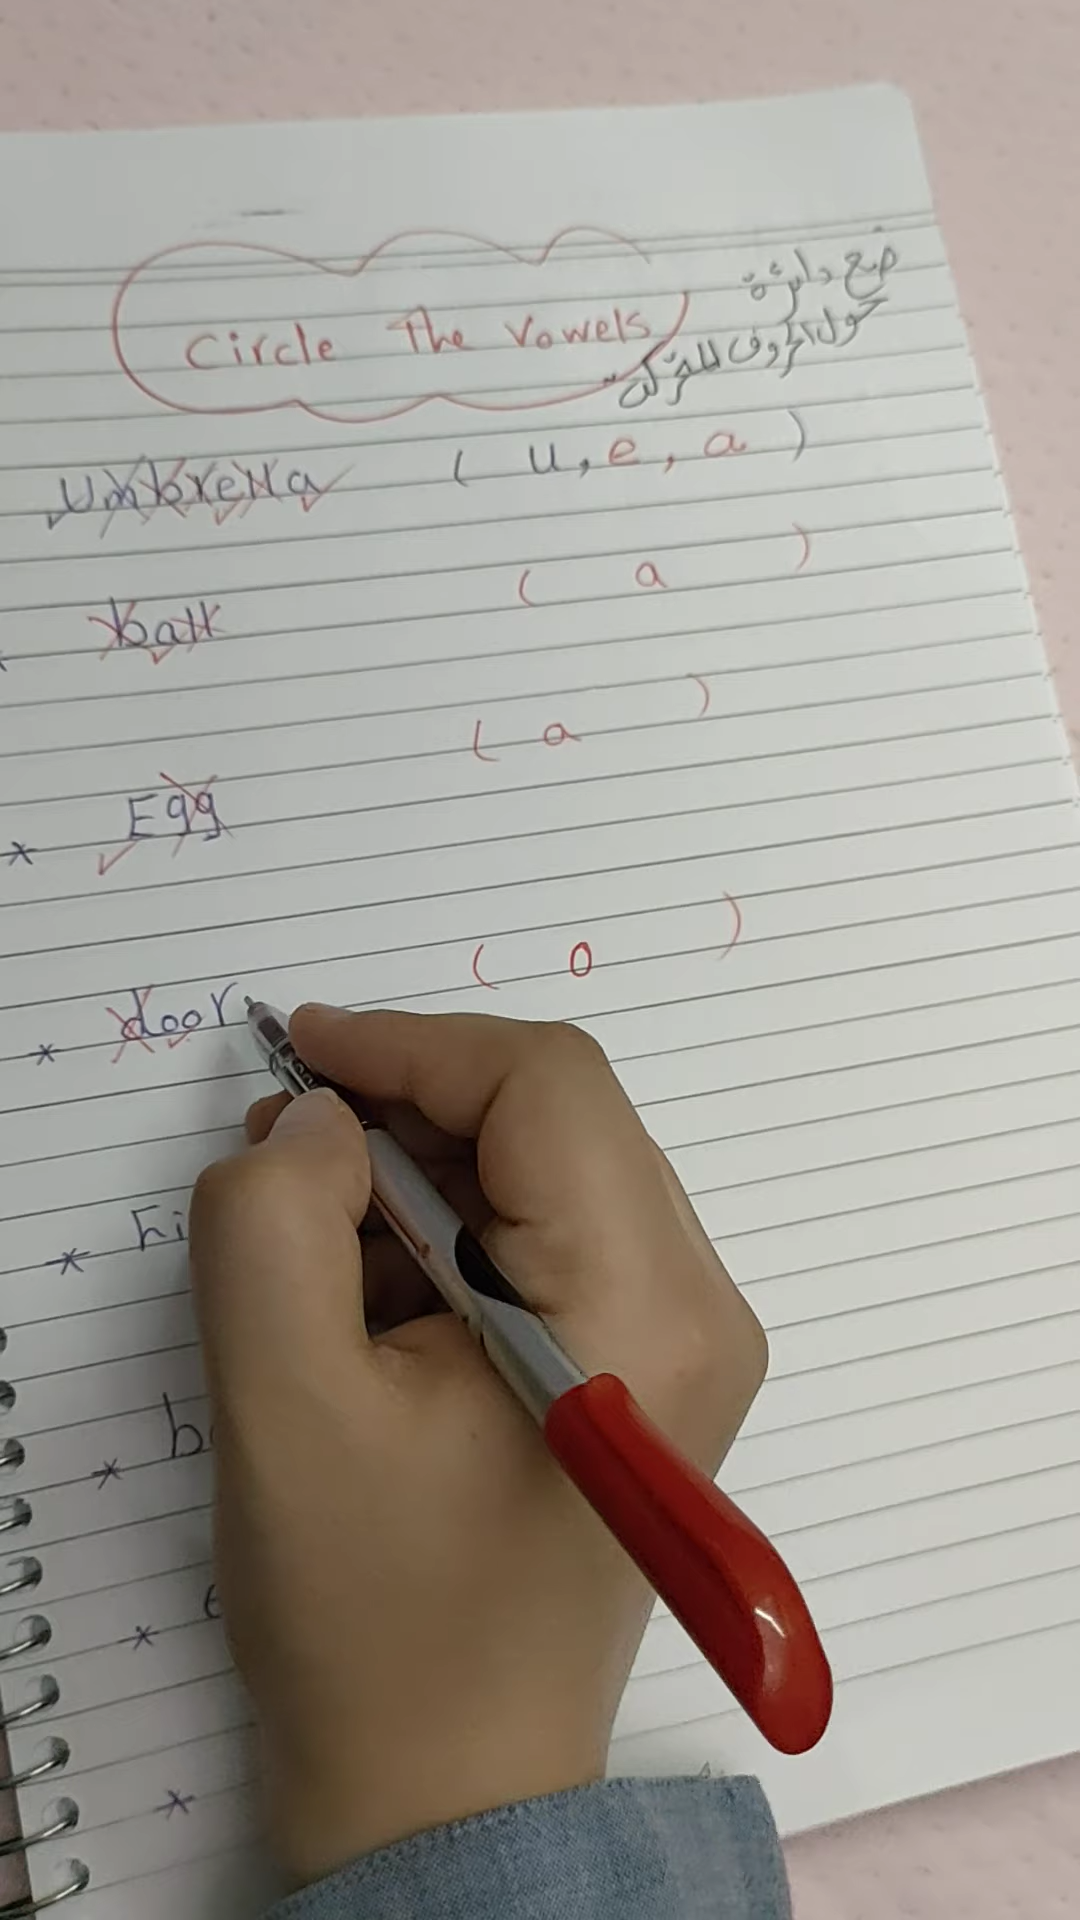 Circle The Vowels
ضع دائرة
حول الحروف المتحركة
Umbrella ( u, e, a )
ball ( a )
( a )
* Egg
( o )
* door
*
*
*
*